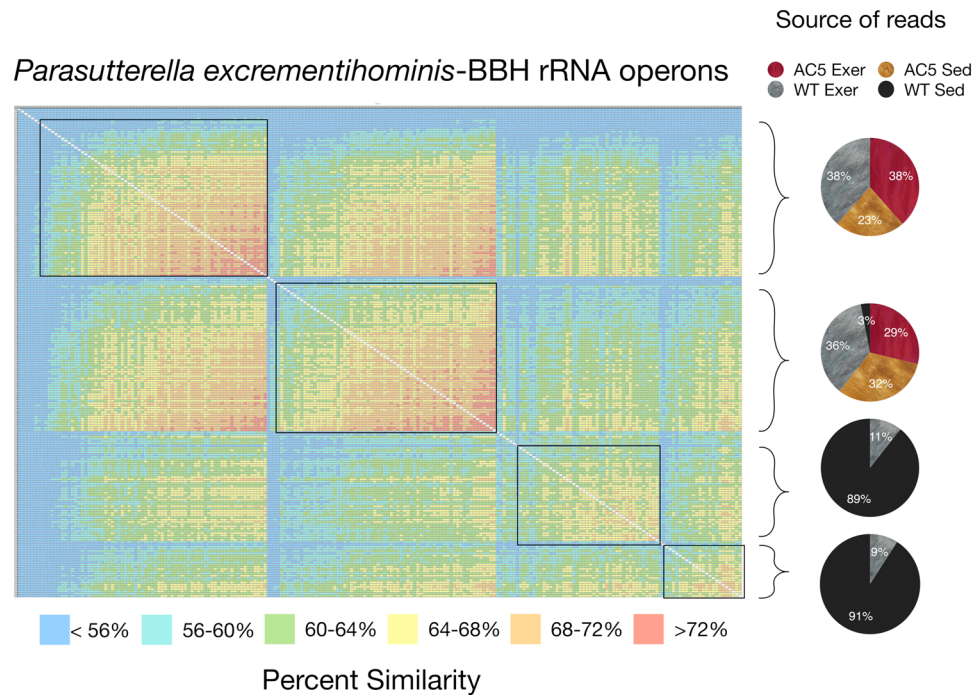 Source of reads
Parasutterella excrementihominis-BBH rRNA operons
AC5 Exer AC5 Sed
WT Exer WT Sed
38% 38%
23%
3%
29%
36%
32%
11%
89%
9%
91%
< 56% 56-60% 60-64% 64-68% 68-72% >72%
Percent Similarity